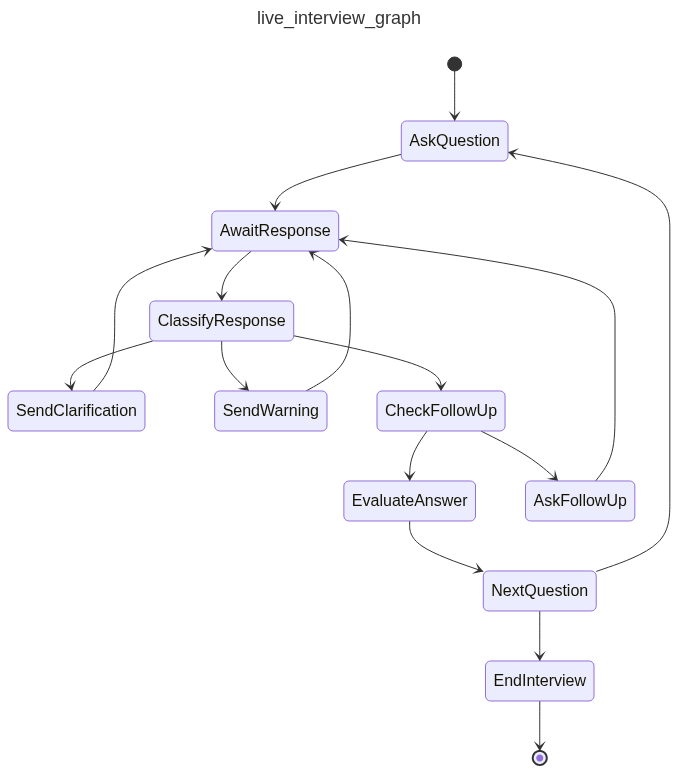 live_interview_graph
AskQuestion
AwaitResponse
ClassifyResponse
SendClarification
SendWarning
CheckFollowUp
EvaluateAnswer
AskFollowUp
NextQuestion
EndInterview